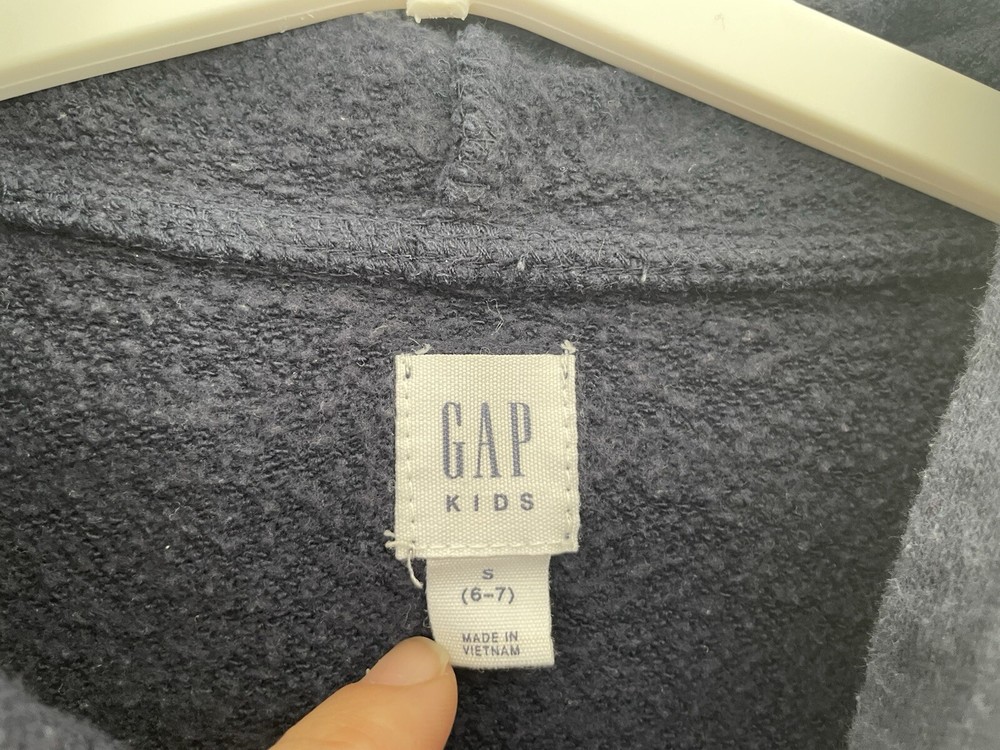 GAP
KIDS
S
(6-7)
MADE IN
VIETNAM